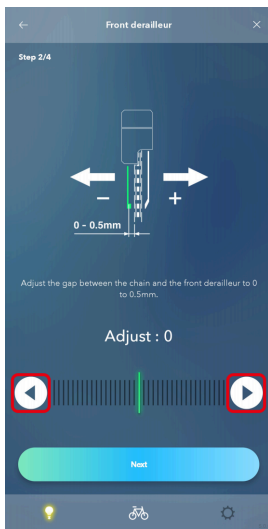 Front derailleur
Step 2/4
− +
0 - 0.5mm
Adjust the gap between the chain and the front derailleur to 0
to 0.5mm.
Adjust : 0
Next